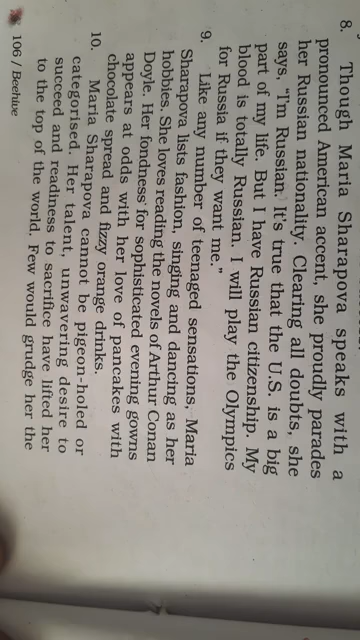 8. Though Maria Sharapova speaks with a
pronounced American accent, she proudly parades
her Russian nationality. Clearing all doubts, she
says, "I'm Russian. It's true that the U.S. is a big
part of my life. But I have Russian citizenship. My
blood is totally Russian. I will play the Olympics
for Russia if they want me."
9. Like any number of teenaged sensations, Maria
Sharapova lists fashion, singing and dancing as her
hobbies. She loves reading the novels of Arthur Conan
Doyle. Her fondness for sophisticated evening gowns
appears at odds with her love of pancakes with
chocolate spread and fizzy orange drinks.
10. Maria Sharapova cannot be pigeon-holed or
categorised. Her talent, unwavering desire to
succeed and readiness to sacrifice have lifted her
to the top of the world. Few would grudge her the
106 / Beehive